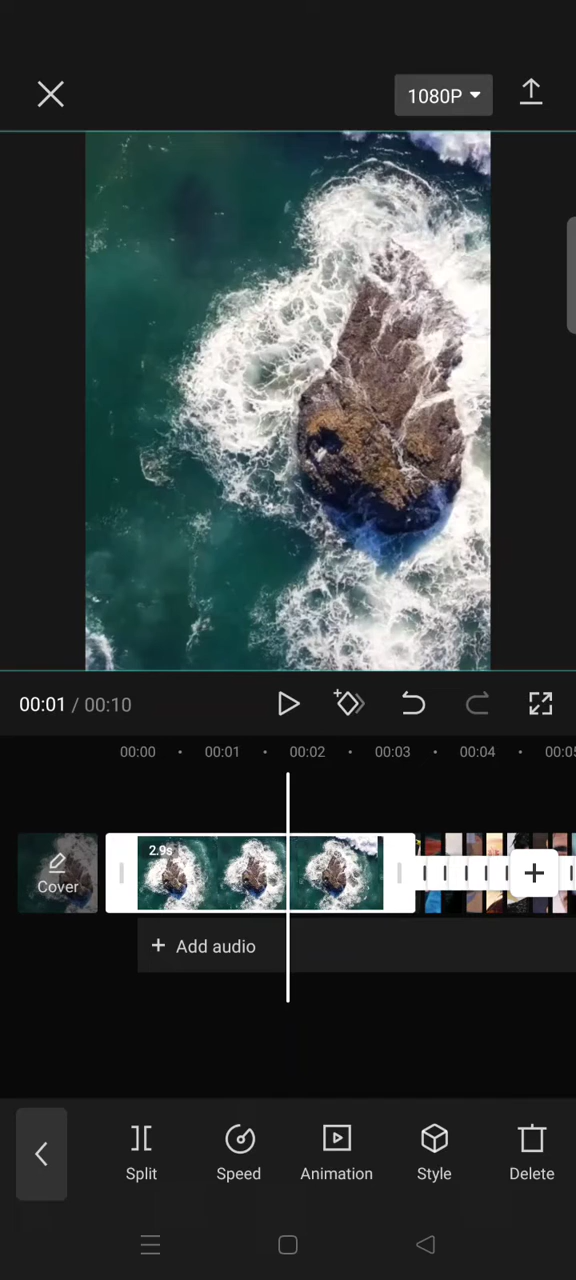 1080P
00:01 / 00:10
00:00 00:01 00:02 00:03 00:04 00:05
2.9s
Cover
+ Add audio
Split Speed Animation Style Delete